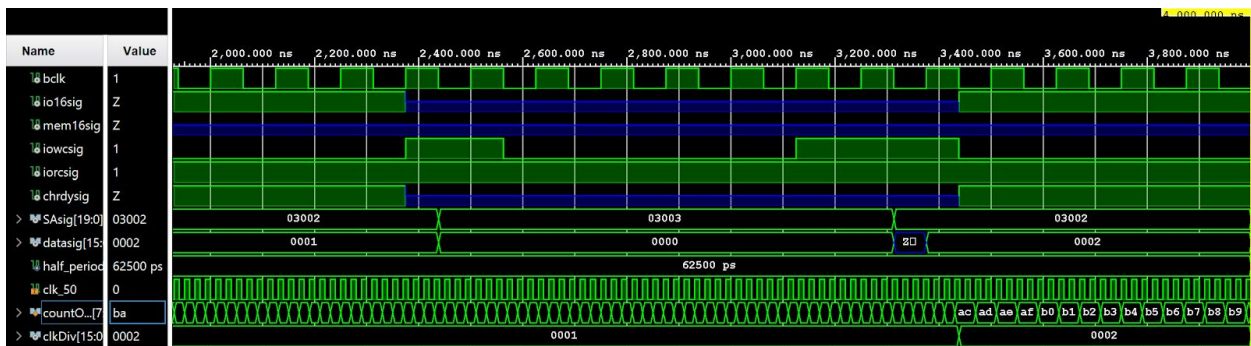 4,000.000 ns
Name Value
2,000.000 ns 2,200.000 ns 2,400.000 ns 2,600.000 ns 2,800.000 ns 3,000.000 ns 3,200.000 ns 3,400.000 ns 3,600.000 ns 3,800.000 ns
bclk 1
io16sig Z
mem16sig Z
iowcsig 1
iorcsig 1
chrdysig Z
SAsig[19:0] 03002 03002 03003 03002
datasig[15: 0002 0001 0000 0002
half_period 62500 ps 62500 ps
clk_50 0
countO...[7 ba ac ad ae af b0 b1 b2 b3 b4 b5 b6 b7 b8 b9
clkDiv[15:0 0002 0001 0002